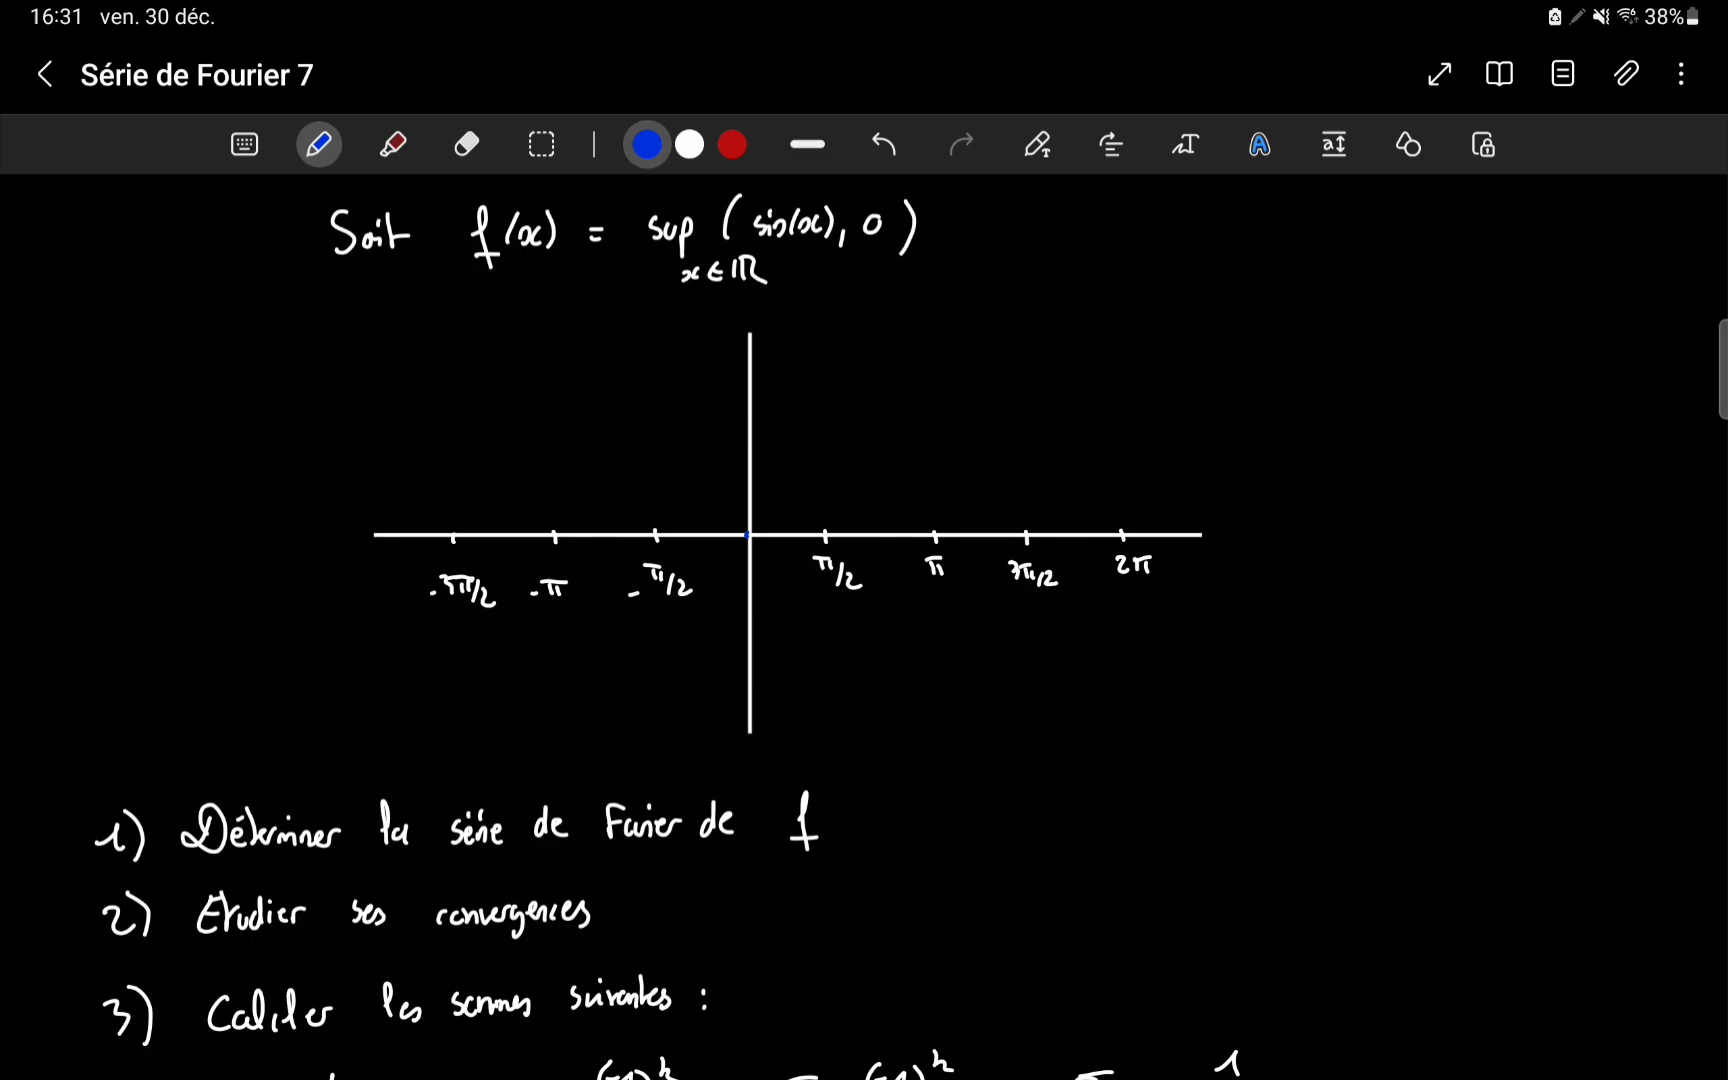 16:31 ven. 30 déc.
38%
Série de Fourier 7
Soit f(x) = sup ( sin(x), 0 )
x ∈ ℝ
-3π/2 -π -π/2 π/2 π 3π/2 2π
1) Déterminer la série de Fourier de f
2) Etudier ses convergences
3) Calculer les sommes suivantes :